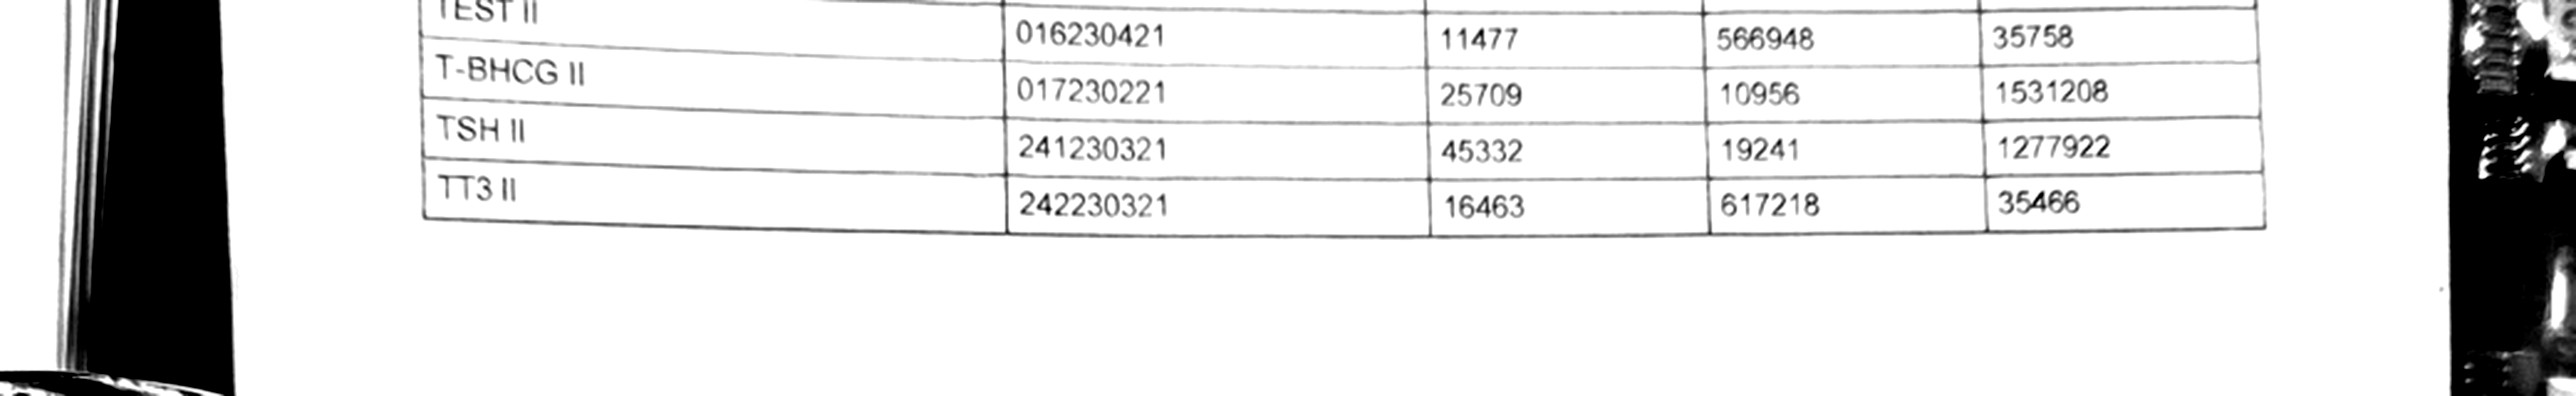 TEST II 016230421 11477 566948 35758
T-BHCG II 017230221 25709 10956 1531208
TSH II 241230321 45332 19241 1277922
TT3 II 242230321 16463 617218 35466